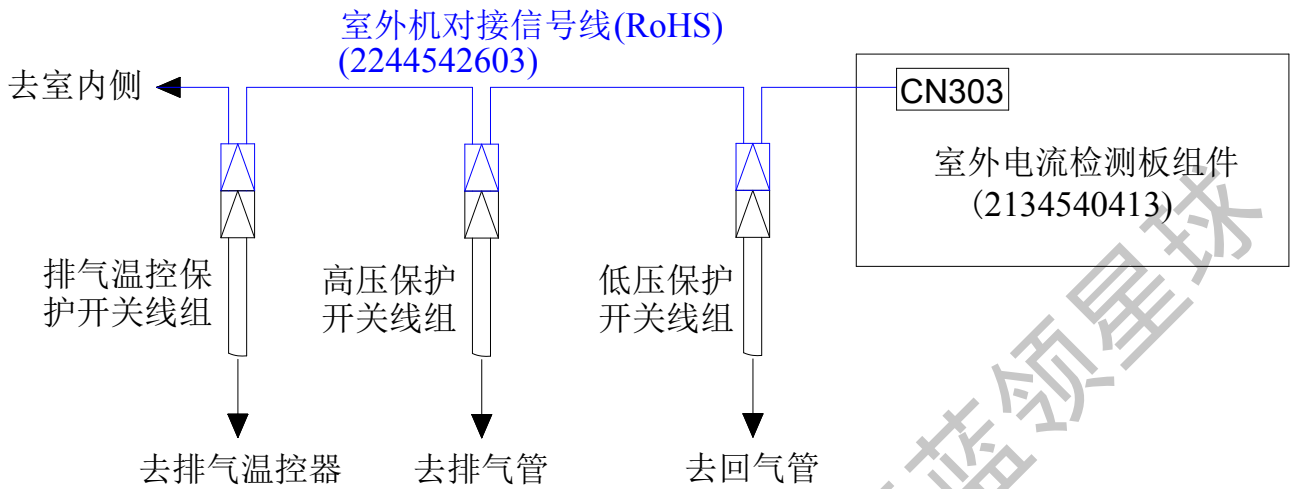 室外机对接信号线(RoHS)
(2244542603)
去室内侧
CN303
室外电流检测板组件
(2134540413)
排气温控保
护开关线组
高压保护
开关线组
低压保护
开关线组
去排气温控器
去排气管
去回气管
蓝领星球